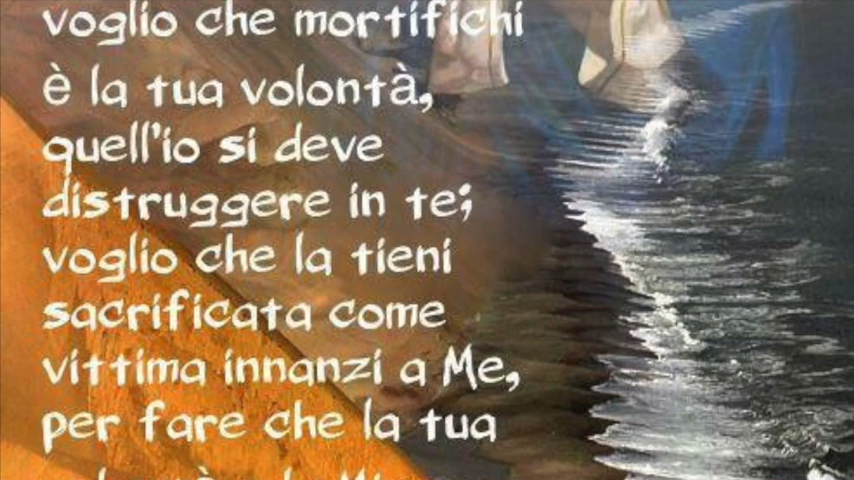 voglio che mortifichi
è la tua volontà,
quell'io si deve
distruggere in te;
voglio che la tieni
sacrificata come
vittima innanzi a Me,
per fare che la tua